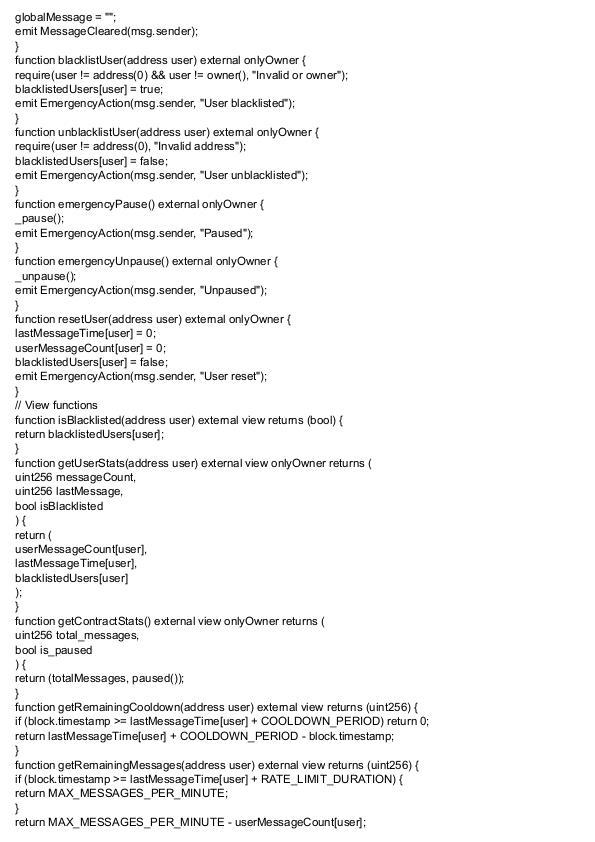 globalMessage = "";
emit MessageCleared(msg.sender);
}
function blacklistUser(address user) external onlyOwner {
require(user != address(0) && user != owner(), "Invalid or owner");
blacklistedUsers[user] = true;
emit EmergencyAction(msg.sender, "User blacklisted");
}
function unblacklistUser(address user) external onlyOwner {
require(user != address(0), "Invalid address");
blacklistedUsers[user] = false;
emit EmergencyAction(msg.sender, "User unblacklisted");
}
function emergencyPause() external onlyOwner {
_pause();
emit EmergencyAction(msg.sender, "Paused");
}
function emergencyUnpause() external onlyOwner {
_unpause();
emit EmergencyAction(msg.sender, "Unpaused");
}
function resetUser(address user) external onlyOwner {
lastMessageTime[user] = 0;
userMessageCount[user] = 0;
blacklistedUsers[user] = false;
emit EmergencyAction(msg.sender, "User reset");
}
// View functions
function isBlacklisted(address user) external view returns (bool) {
return blacklistedUsers[user];
}
function getUserStats(address user) external view onlyOwner returns (
uint256 messageCount,
uint256 lastMessage,
bool isBlacklisted
) {
return (
userMessageCount[user],
lastMessageTime[user],
blacklistedUsers[user]
);
}
function getContractStats() external view onlyOwner returns (
uint256 total_messages,
bool is_paused
) {
return (totalMessages, paused());
}
function getRemainingCooldown(address user) external view returns (uint256) {
if (block.timestamp >= lastMessageTime[user] + COOLDOWN_PERIOD) return 0;
return lastMessageTime[user] + COOLDOWN_PERIOD - block.timestamp;
}
function getRemainingMessages(address user) external view returns (uint256) {
if (block.timestamp >= lastMessageTime[user] + RATE_LIMIT_DURATION) {
return MAX_MESSAGES_PER_MINUTE;
}
return MAX_MESSAGES_PER_MINUTE - userMessageCount[user];